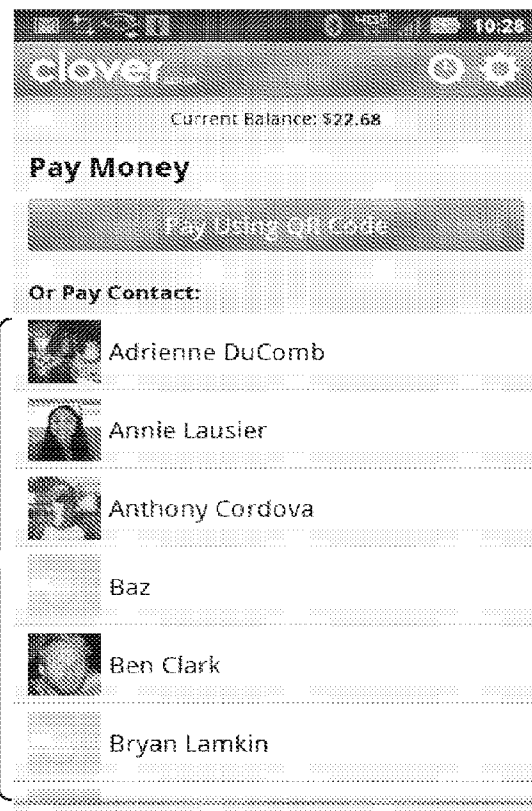 10:28
clover
Current Balance: $22.68
Pay Money
Pay Using QR Code
Or Pay Contact:
Adrienne DuComb
Annie Lausier
Anthony Cordova
Baz
Ben Clark
Bryan Lamkin